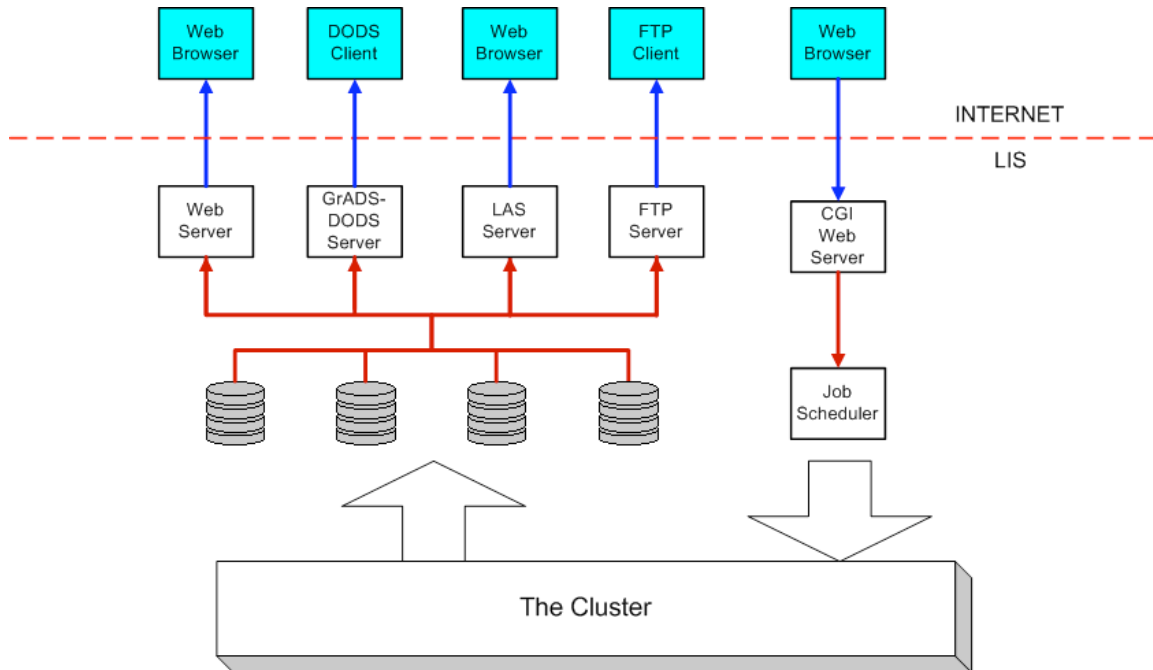 Web
Browser
DODS
Client
Web
Browser
FTP
Client
Web
Browser
INTERNET
LIS
Web
Server
GrADS-
DODS
Server
LAS
Server
FTP
Server
CGI
Web
Server
Job
Scheduler
The Cluster